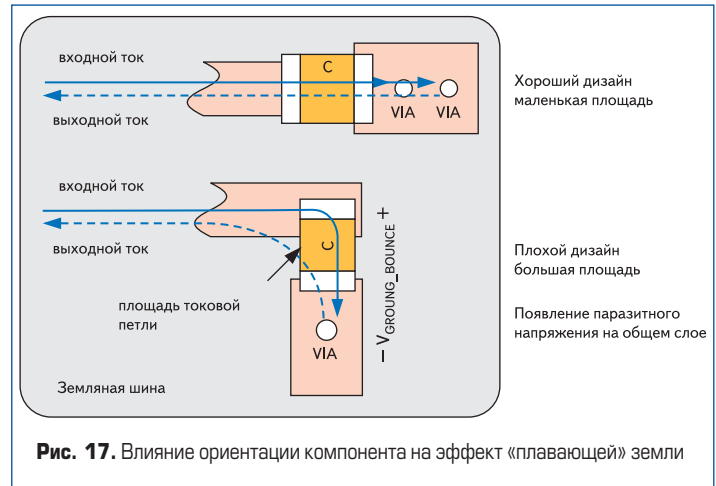 входной ток
C
Хороший дизайн
маленькая площадь
VIA
VIA
выходной ток
входной ток
выходной ток
C
– VGROUNG_BOUNCE +
Плохой дизайн
большая площадь
площадь токовой
петли
Появление паразитного
напряжения на общем слое
VIA
Земляная шина
Рис. 17. Влияние ориентации компонента на эффект «плавающей» земли